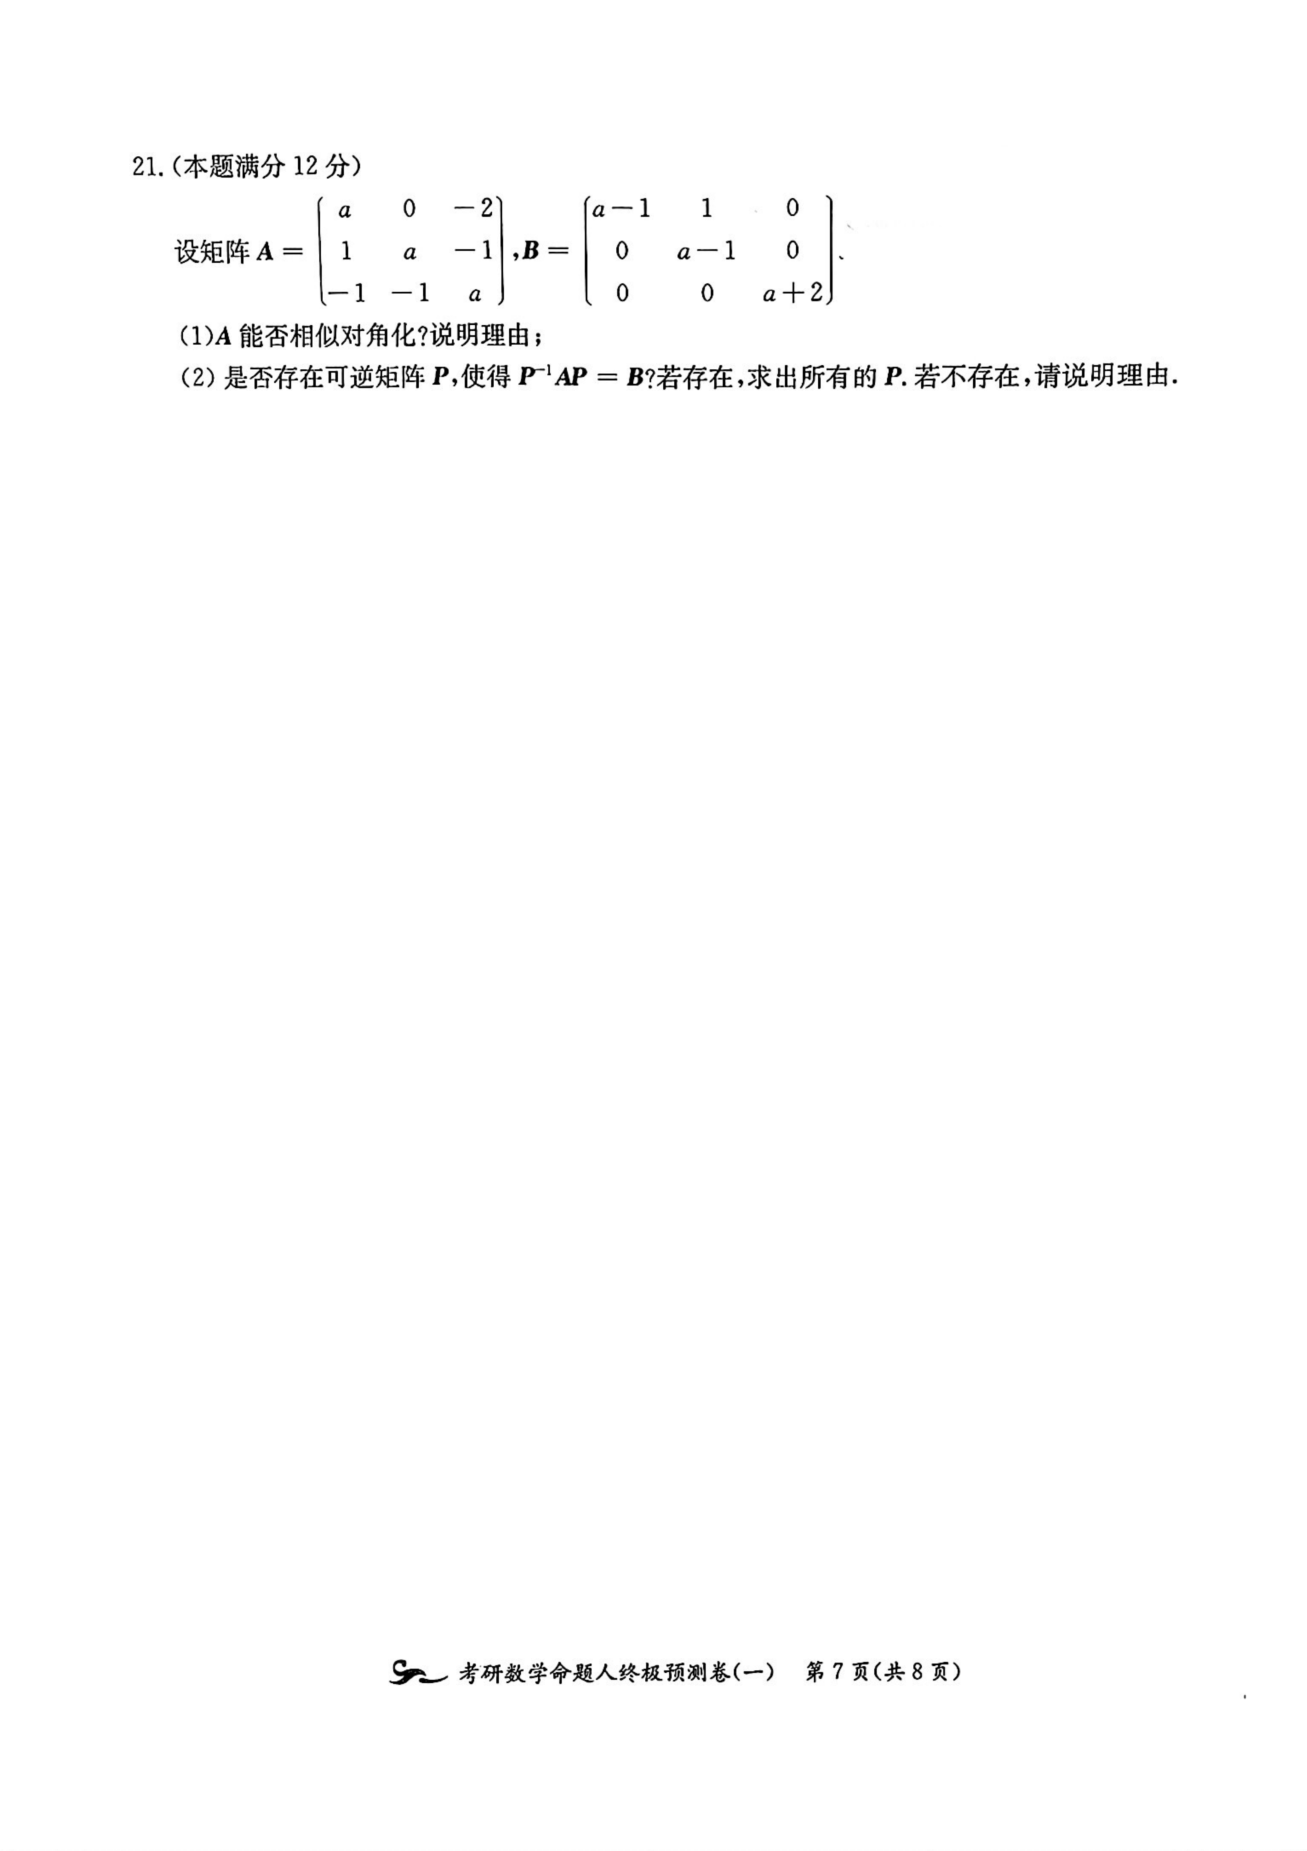 21.(本题满分 12 分)
设矩阵 A = ( a 0 −2 ; 1 a −1 ; −1 −1 a ), B = ( a−1 1 0 ; 0 a−1 0 ; 0 0 a+2 ).
(1)A 能否相似对角化?说明理由;
(2) 是否存在可逆矩阵 P,使得 P⁻¹AP = B?若存在,求出所有的 P. 若不存在,请说明理由.
考研数学命题人终极预测卷(一) 第 7 页(共 8 页)